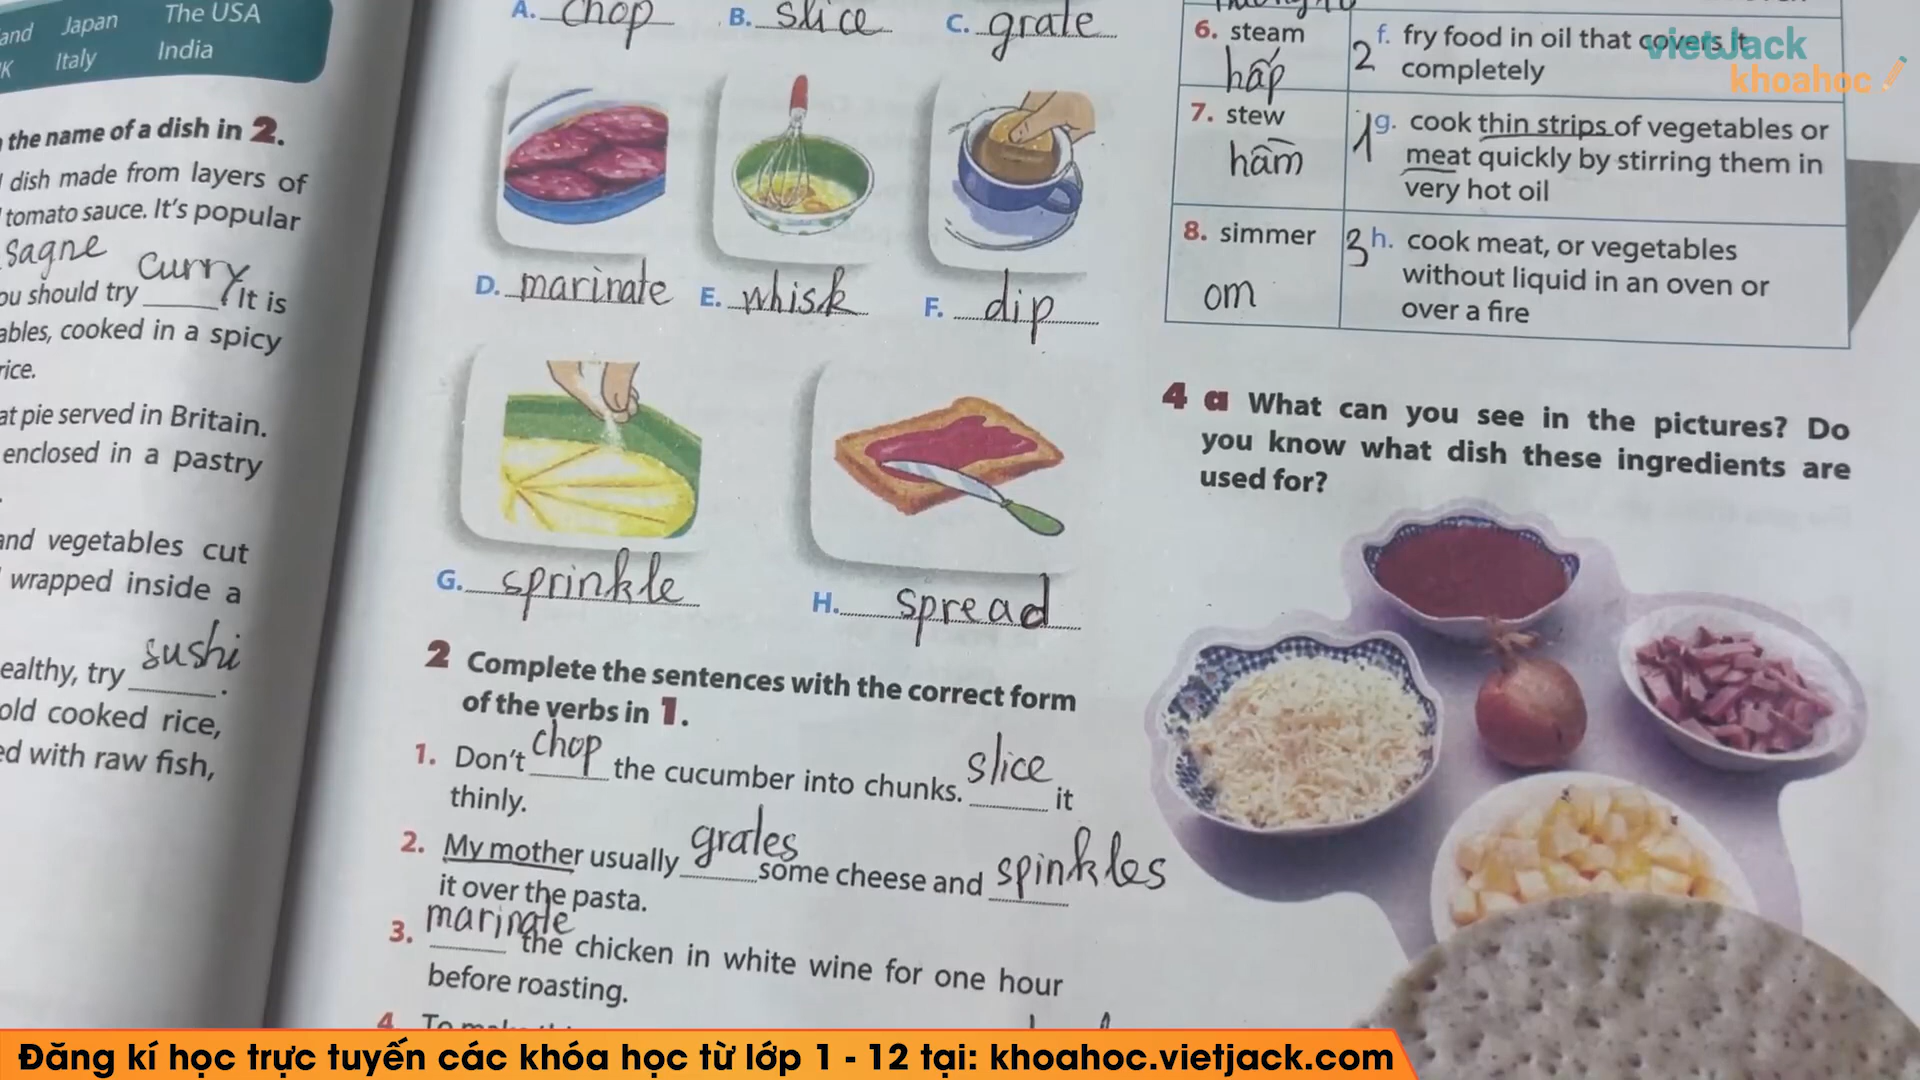 and Japan The USA
K Italy India
the name of a dish in 2.
dish made from layers of
tomato sauce. It's popular
sagne
curry
ou should try ______. It is
ables, cooked in a spicy
rice.
at pie served in Britain.
enclosed in a pastry
and vegetables cut
wrapped inside a
sushi
ealthy, try ______.
old cooked rice,
ed with raw fish,
A. chop B. slice C. grate
D. marinate E. whisk F. dip
G. sprinkle H. spread
2 Complete the sentences with the correct form
of the verbs in 1.
1. Don't chop the cucumber into chunks. slice it
thinly.
2. My mother usually grates some cheese and spinkles
it over the pasta.
3. marinate the chicken in white wine for one hour
before roasting.
6. steam
hấp
2 f. fry food in oil that covers it
completely
7. stew
hầm
1 g. cook thin strips of vegetables or
meat quickly by stirring them in
very hot oil
8. simmer
om
3 h. cook meat, or vegetables
without liquid in an oven or
over a fire
4 a What can you see in the pictures? Do
you know what dish these ingredients are
used for?
vietjack
khoahoc
Đăng kí học trực tuyến các khóa học từ lớp 1 - 12 tại: khoahoc.vietjack.com